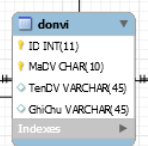 donvi
ID INT(11)
MaDV CHAR(10)
TenDV VARCHAR(45)
GhiChu VARCHAR(45)
Indexes